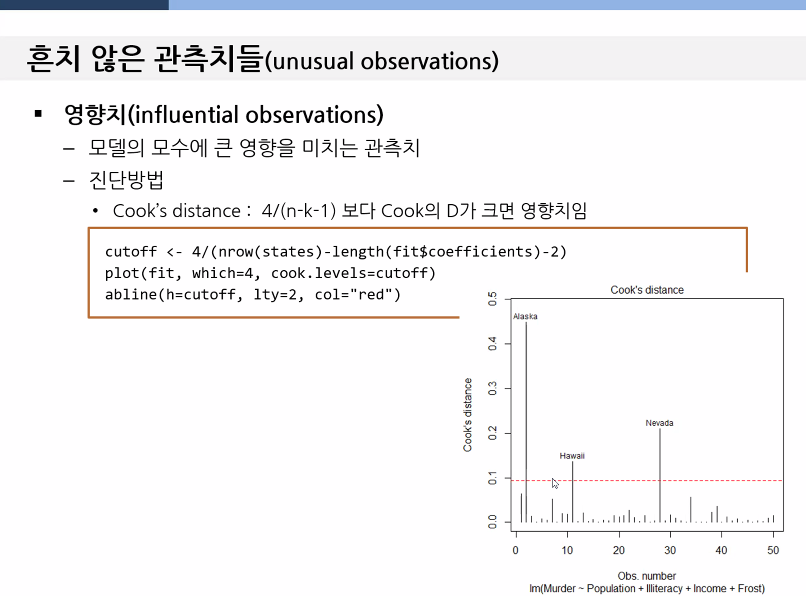 흔치 않은 관측치들(unusual observations)
▪ 영향치(influential observations)
– 모델의 모수에 큰 영향을 미치는 관측치
– 진단방법
• Cook's distance : 4/(n-k-1) 보다 Cook의 D가 크면 영향치임
cutoff <- 4/(nrow(states)-length(fit$coefficients)-2)
plot(fit, which=4, cook.levels=cutoff)
abline(h=cutoff, lty=2, col="red")
Cook's distance
Cook's distance
0.5
0.4
0.3
0.2
0.1
0.0
Alaska
Nevada
Hawaii
0 10 20 30 40 50
Obs. number
lm(Murder ~ Population + Illiteracy + Income + Frost)